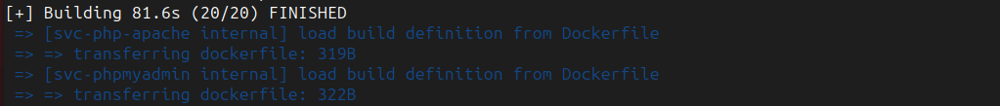 [+] Building 81.6s (20/20) FINISHED
=> [svc-php-apache internal] load build definition from Dockerfile
=> => transferring dockerfile: 319B
=> [svc-phpmyadmin internal] load build definition from Dockerfile
=> => transferring dockerfile: 322B